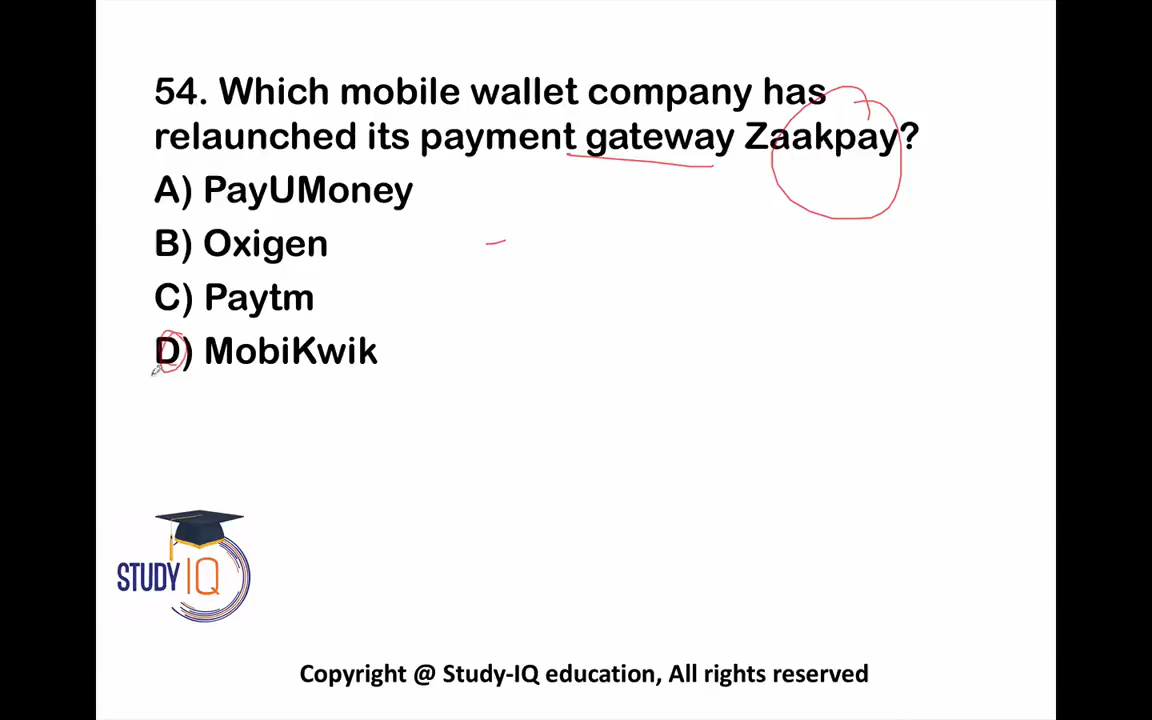 54. Which mobile wallet company has
relaunched its payment gateway Zaakpay?
A) PayUMoney
B) Oxigen
C) Paytm
D) MobiKwik
STUDY IQ
Copyright @ Study-IQ education, All rights reserved